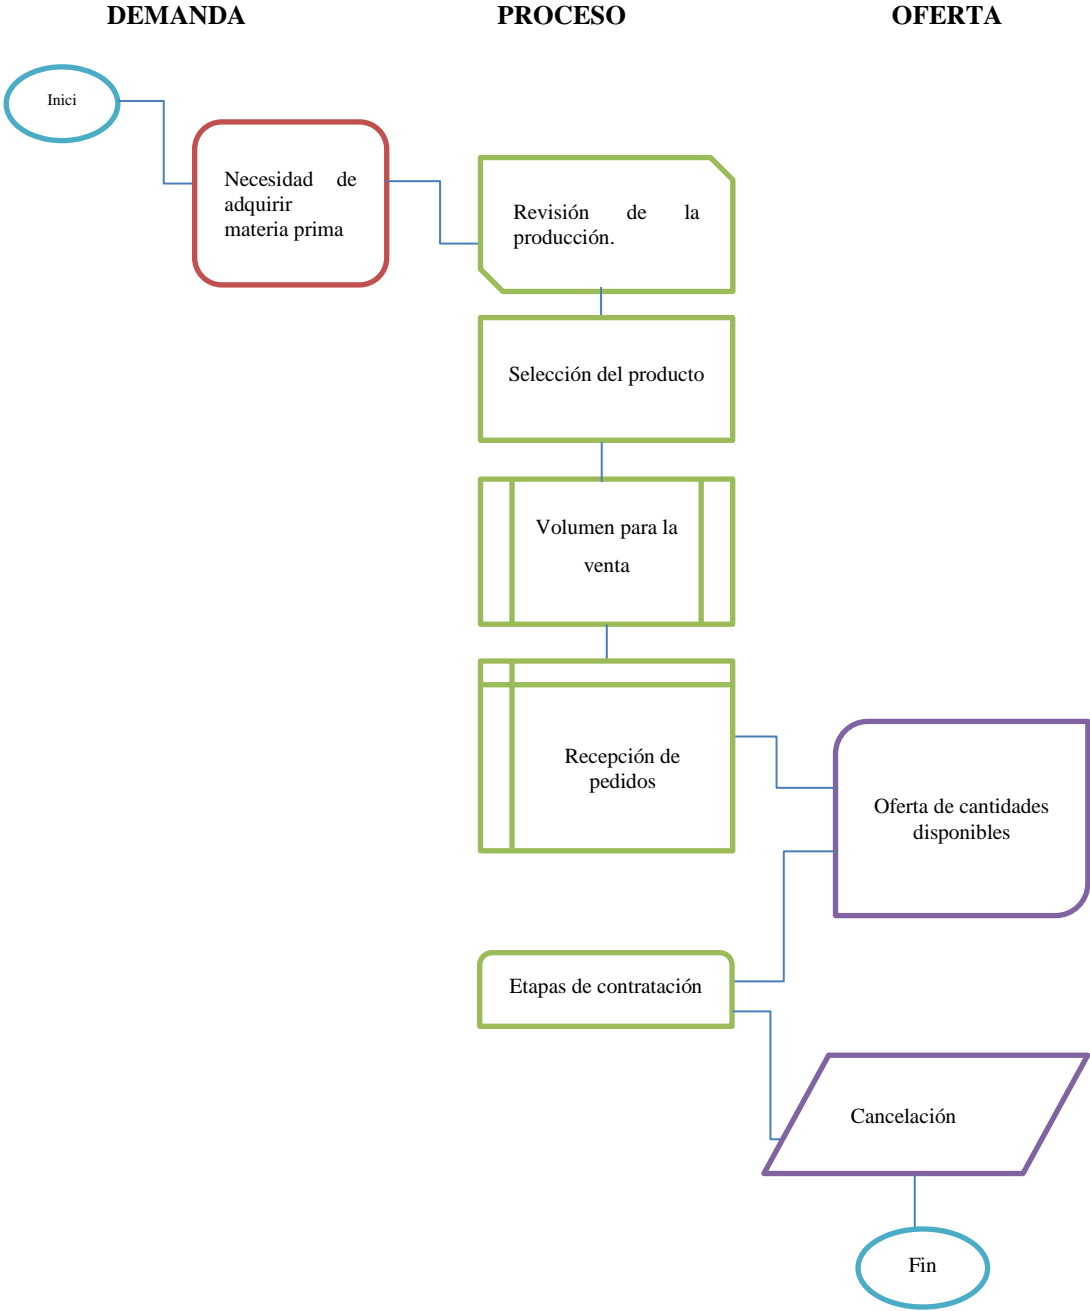 DEMANDA
PROCESO
OFERTA
Inici
Necesidad de
adquirir
materia prima
Revisión de la
producción.
Selección del producto
Volumen para la
venta
Recepción de
pedidos
Oferta de cantidades
disponibles
Etapas de contratación
Cancelación
Fin